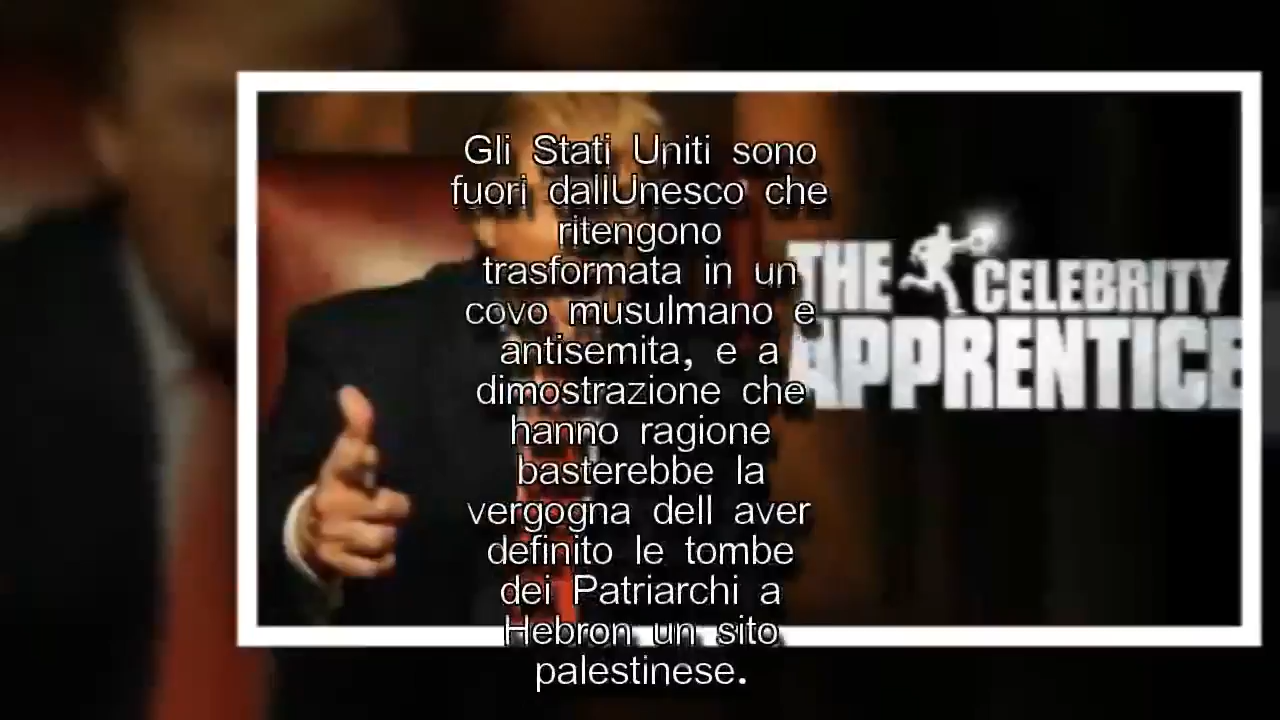 Gli Stati Uniti sono
fuori dallUnesco che
ritengono
trasformata in un
covo musulmano e
antisemita, e a
dimostrazione che
hanno ragione
basterebbe la
vergogna dell aver
definito le tombe
dei Patriarchi a
Hebron un sito
palestinese.
THE CELEBRITY
APPRENTICE